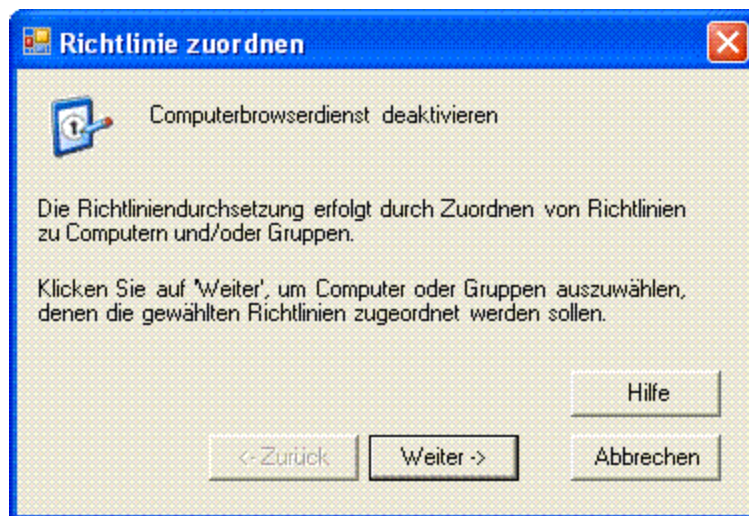 Richtlinie zuordnen
Computerbrowserdienst deaktivieren
Die Richtliniendurchsetzung erfolgt durch Zuordnen von Richtlinien
zu Computern und/oder Gruppen.
Klicken Sie auf 'Weiter', um Computer oder Gruppen auszuwählen,
denen die gewählten Richtlinien zugeordnet werden sollen.
Hilfe
<- Zurück Weiter -> Abbrechen